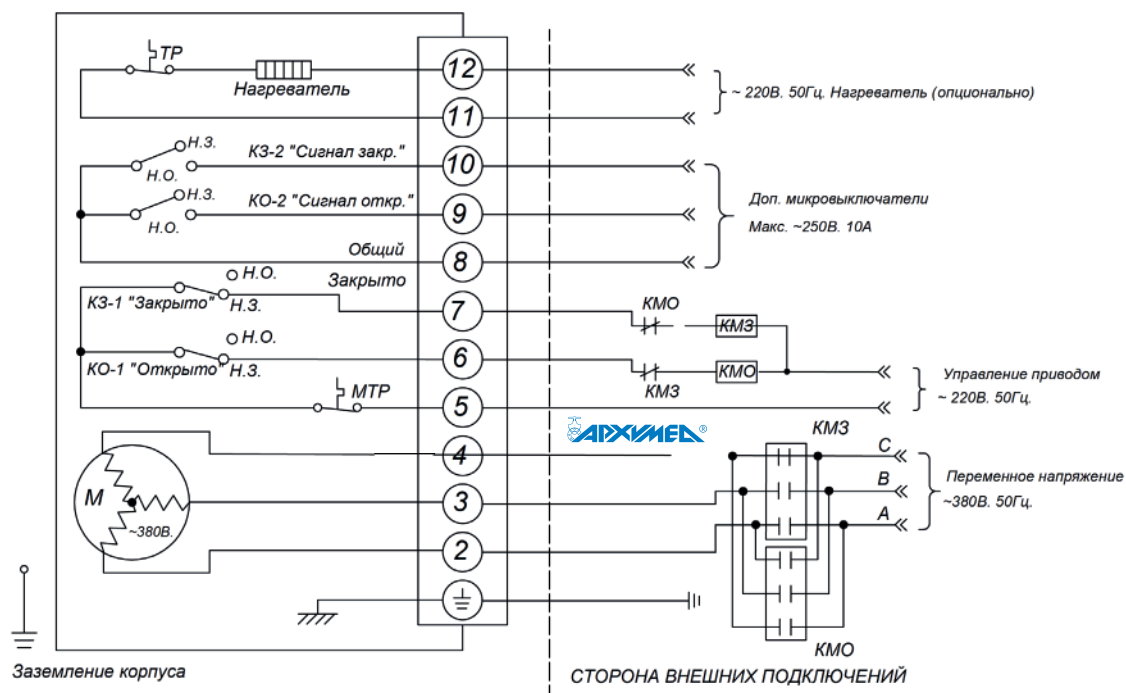 ТР
Нагреватель
12
~ 220В. 50Гц. Нагреватель (опционально)
11
Н.З.
КЗ-2 "Сигнал закр."
10
Н.О.
Н.З.
КО-2 "Сигнал откр."
9
Н.О.
Доп. микровыключатели
Макс. ~250В. 10А
Общий
8
Н.О.
Закрыто
КЗ-1 "Закрыто"
Н.З.
7
КМО
КМЗ
Н.О.
КО-1 "Открыто"
Н.З.
6
КМЗ
КМО
Управление приводом
~ 220В. 50Гц.
МТР
5
АРХИМЕД®
КМЗ
4
С
В
А
Переменное напряжение
~380В. 50Гц.
М
~380В.
3
2
КМО
Заземление корпуса
СТОРОНА ВНЕШНИХ ПОДКЛЮЧЕНИЙ